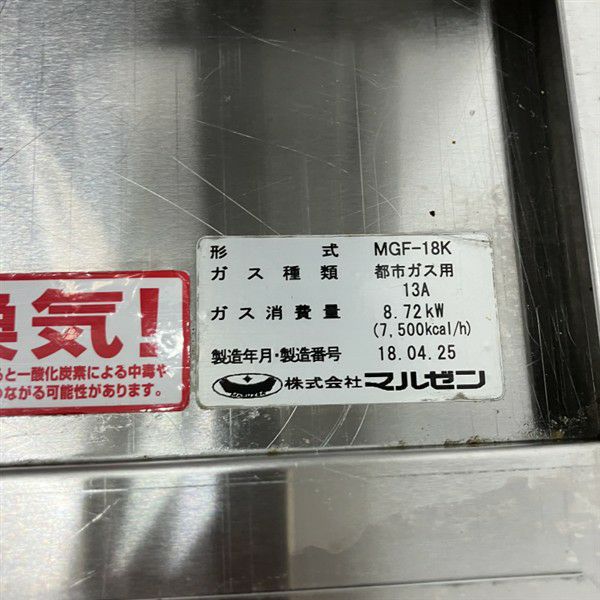 形式 MGF-18K
ガス種類 都市ガス用
13A
ガス消費量 8.72kW
(7,500kcal/h)
製造年月・製造番号 18.04.25
MARUZEN 株式会社マルゼン
換気!
ると一酸化炭素による中毒や
つながる可能性があります。